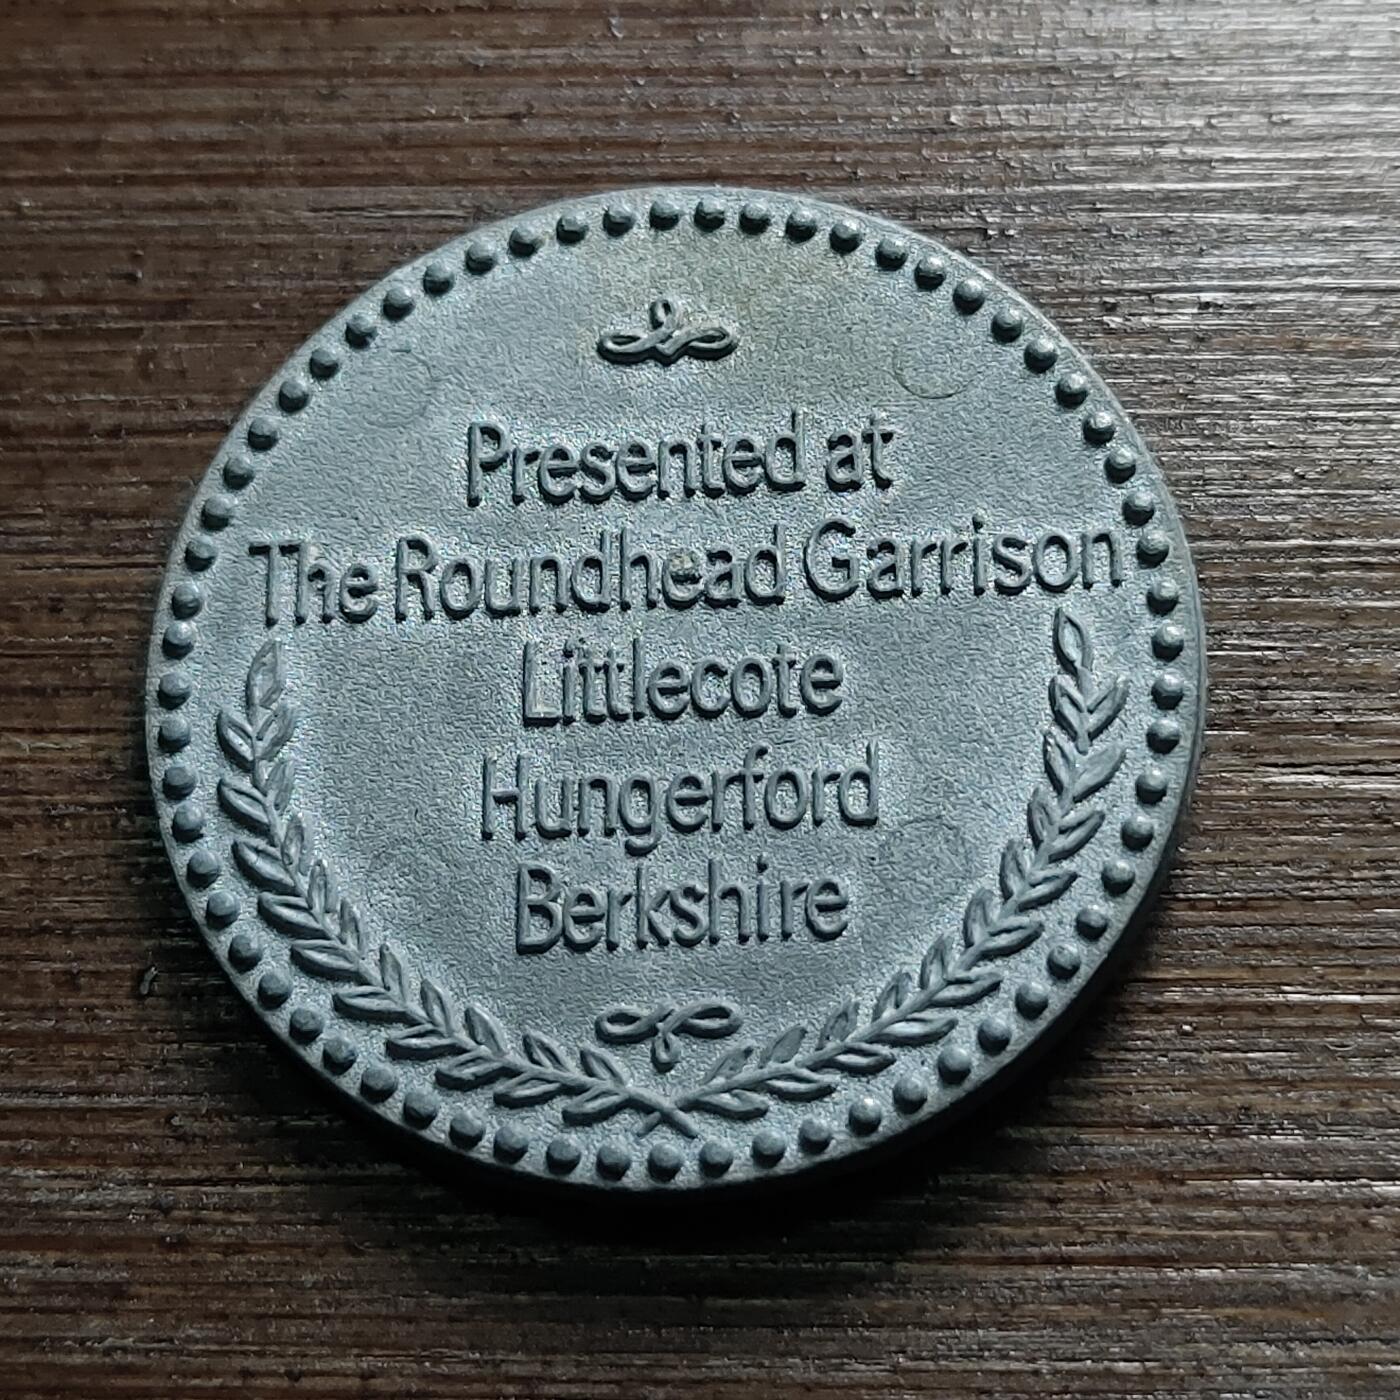 Presented at
The Roundhead Garrison
Littlecote
Hungerford
Berkshire